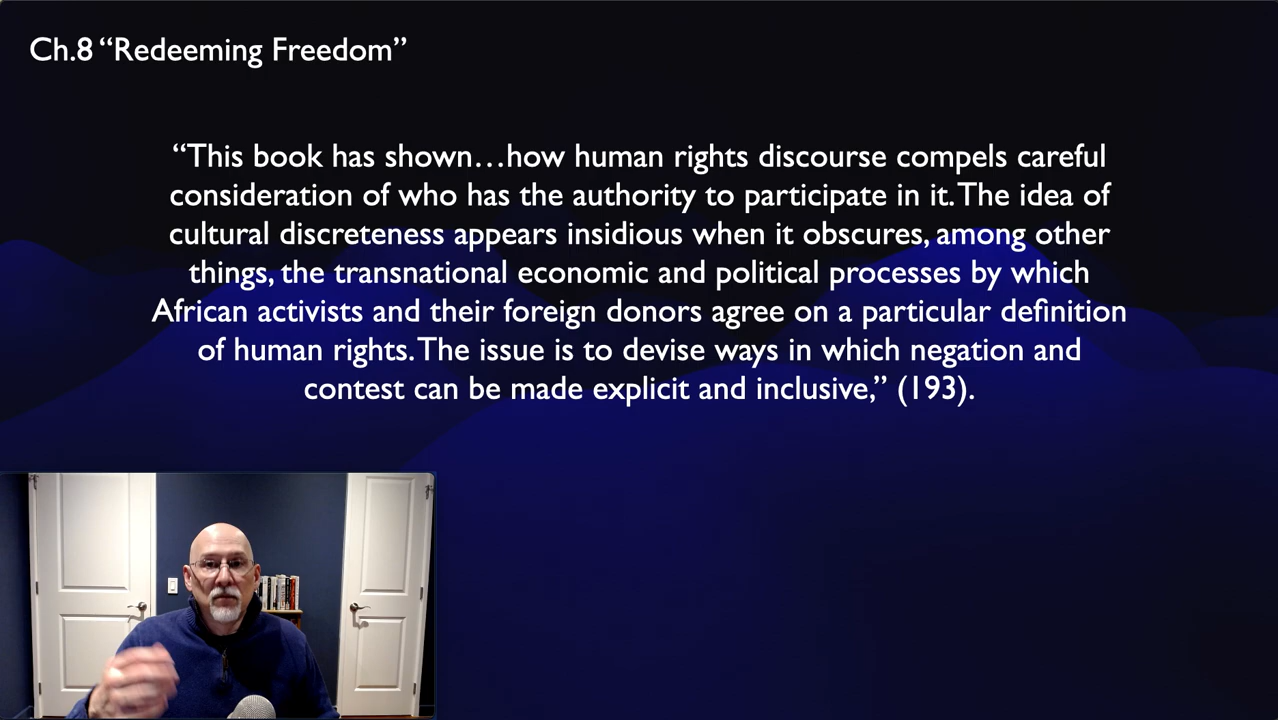 Ch.8 “Redeeming Freedom”
“This book has shown…how human rights discourse compels careful
consideration of who has the authority to participate in it. The idea of
cultural discreteness appears insidious when it obscures, among other
things, the transnational economic and political processes by which
African activists and their foreign donors agree on a particular definition
of human rights. The issue is to devise ways in which negation and
contest can be made explicit and inclusive,” (193).